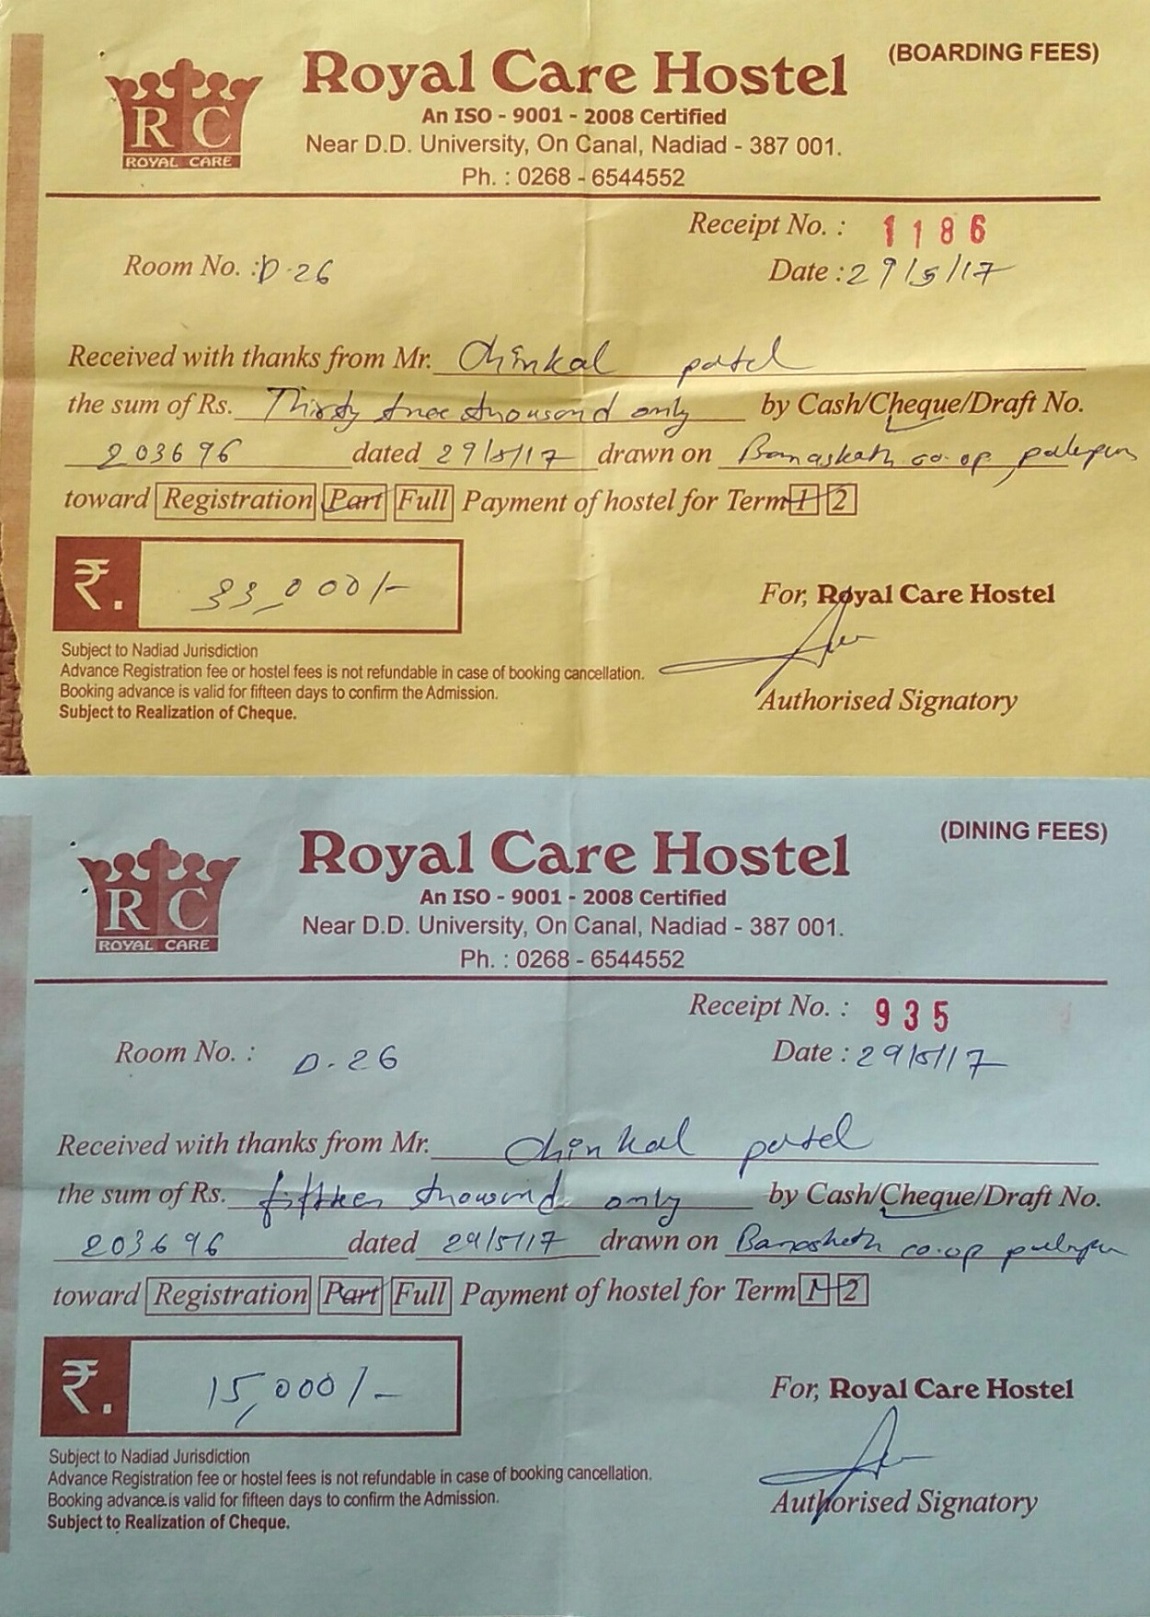 (BOARDING FEES)
R C
ROYAL CARE
Royal Care Hostel
An ISO - 9001 - 2008 Certified
Near D.D. University, On Canal, Nadiad - 387 001.
Ph. : 0268 - 6544552
Receipt No. : 1186
Room No. : D-26
Date : 29/5/17
Received with thanks from Mr. Chinkal patel
the sum of Rs. Thirty tree thousand only by Cash/Cheque/Draft No.
203696 dated 29/5/17 drawn on co-op
toward Registration Part Full Payment of hostel for Term 1 2
₹. 33,000/-
For, Royal Care Hostel
Subject to Nadiad Jurisdiction
Advance Registration fee or hostel fees is not refundable in case of booking cancellation.
Booking advance is valid for fifteen days to confirm the Admission.
Subject to Realization of Cheque.
Authorised Signatory
(DINING FEES)
R C
ROYAL CARE
Royal Care Hostel
An ISO - 9001 - 2008 Certified
Near D.D. University, On Canal, Nadiad - 387 001.
Ph. : 0268 - 6544552
Receipt No. : 935
Room No. : D-26
Date : 29/5/17
Received with thanks from Mr. Chinkal patel
the sum of Rs. fifteen thousand only by Cash/Cheque/Draft No.
203696 dated 29/5/17 drawn on co-op
toward Registration Part Full Payment of hostel for Term 1 2
₹. 15,000/-
For, Royal Care Hostel
Subject to Nadiad Jurisdiction
Advance Registration fee or hostel fees is not refundable in case of booking cancellation.
Booking advance is valid for fifteen days to confirm the Admission.
Subject to Realization of Cheque.
Authorised Signatory